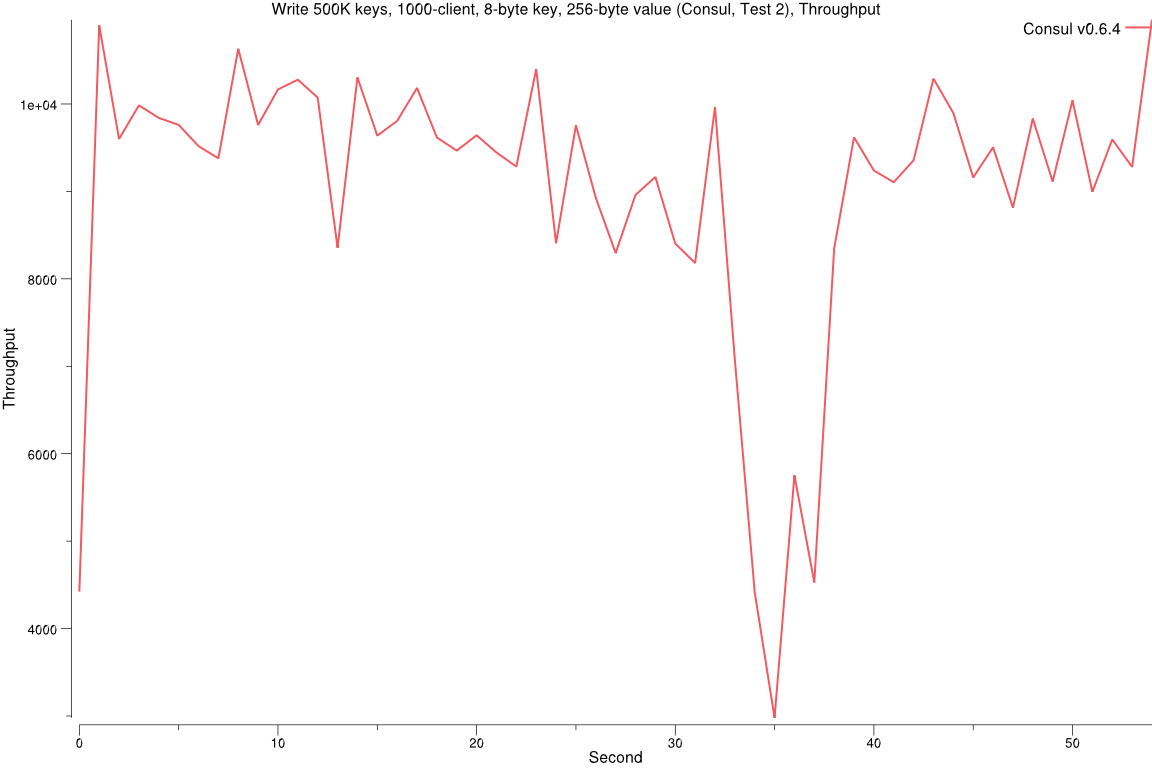 Write 500K keys, 1000-client, 8-byte key, 256-byte value (Consul, Test 2), Throughput
Consul v0.6.4
1e+04
8000
6000
4000
Throughput
0 10 20 30 40 50
Second